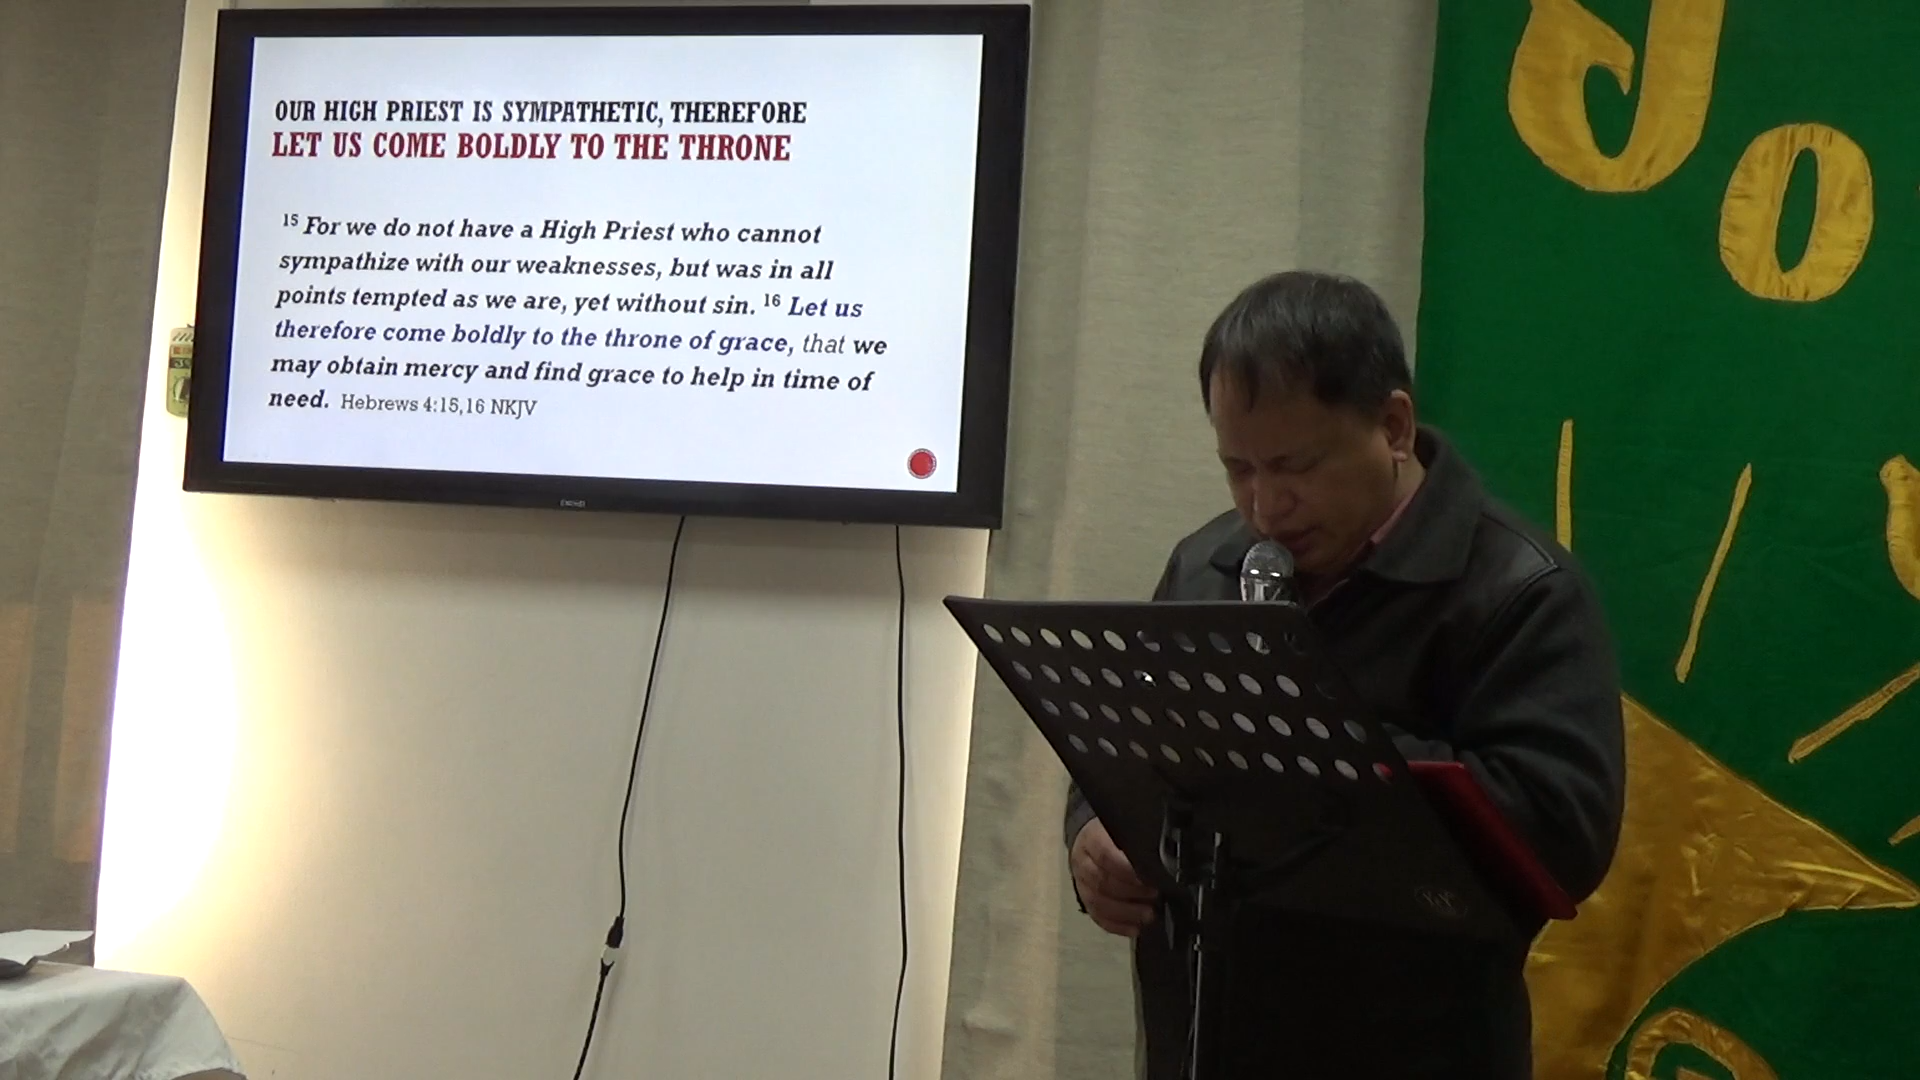 OUR HIGH PRIEST IS SYMPATHETIC, THEREFORE
LET US COME BOLDLY TO THE THRONE
15 For we do not have a High Priest who cannot
sympathize with our weaknesses, but was in all
points tempted as we are, yet without sin. 16 Let us
therefore come boldly to the throne of grace, that we
may obtain mercy and find grace to help in time of
need. Hebrews 4:15,16 NKJV
Jo